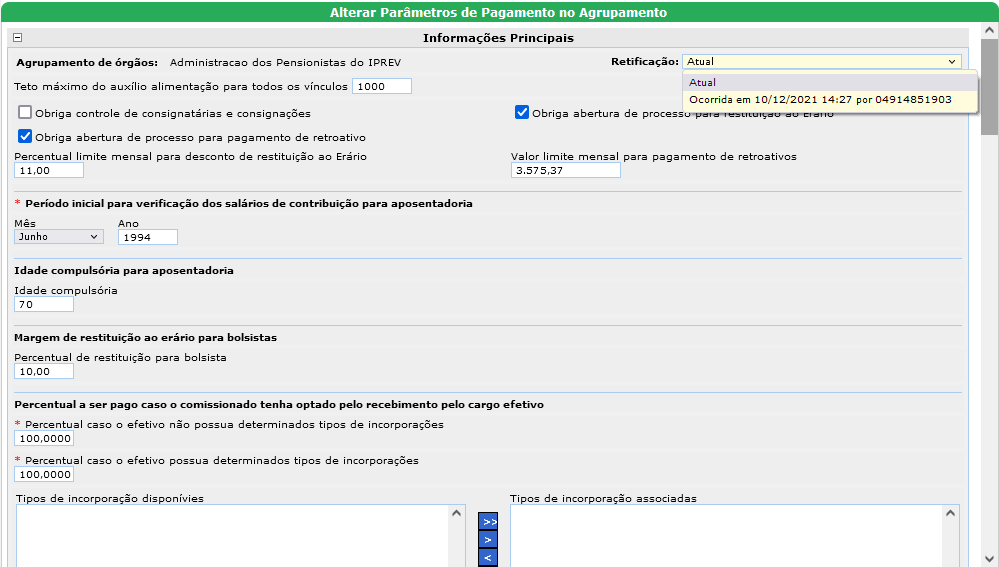 Alterar Parâmetros de Pagamento no Agrupamento
Informações Principais
Agrupamento de órgãos: Administracao dos Pensionistas do IPREV
Retificação: Atual
Atual
Ocorrida em 10/12/2021 14:27 por 04914851903
Teto máximo do auxílio alimentação para todos os vínculos 1000
Obriga controle de consignatárias e consignações
Obriga abertura de processo para restituição ao Erário
Obriga abertura de processo para pagamento de retroativo
Percentual limite mensal para desconto de restituição ao Erário
11,00
Valor limite mensal para pagamento de retroativos
3.575,37
* Período inicial para verificação dos salários de contribuição para aposentadoria
Mês Ano
Junho 1994
Idade compulsória para aposentadoria
Idade compulsória
70
Margem de restituição ao erário para bolsistas
Percentual de restituição para bolsista
10,00
Percentual a ser pago caso o comissionado tenha optado pelo recebimento pelo cargo efetivo
* Percentual caso o efetivo não possua determinados tipos de incorporações
100,0000
* Percentual caso o efetivo possua determinados tipos de incorporações
100,0000
Tipos de incorporação disponívies
Tipos de incorporação associadas
>>
>
<